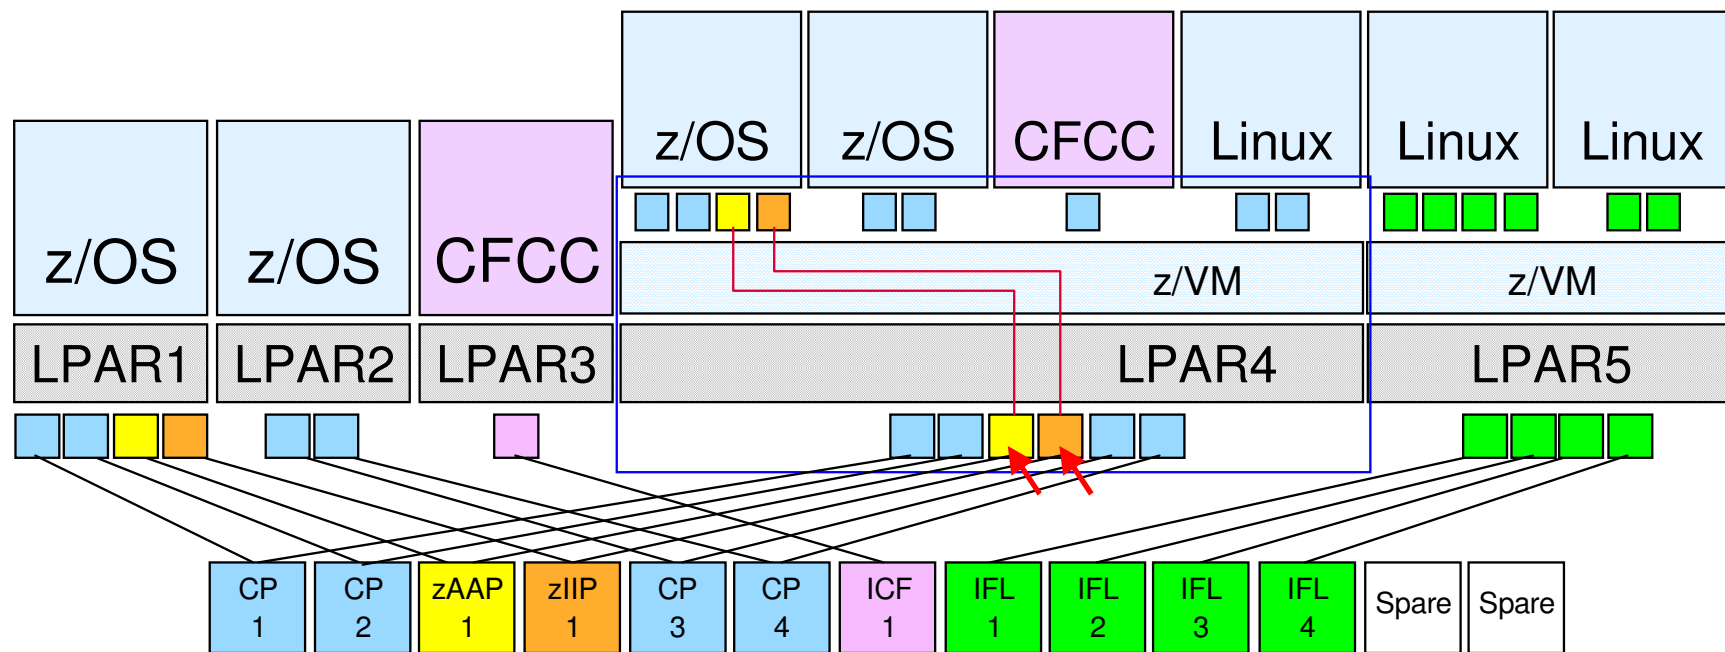 z/OS
z/OS
CFCC
Linux
Linux
Linux
z/OS
z/OS
CFCC
z/VM
z/VM
LPAR1
LPAR2
LPAR3
LPAR4
LPAR5
CP
1
CP
2
zAAP
1
zIIP
1
CP
3
CP
4
ICF
1
IFL
1
IFL
2
IFL
3
IFL
4
Spare
Spare